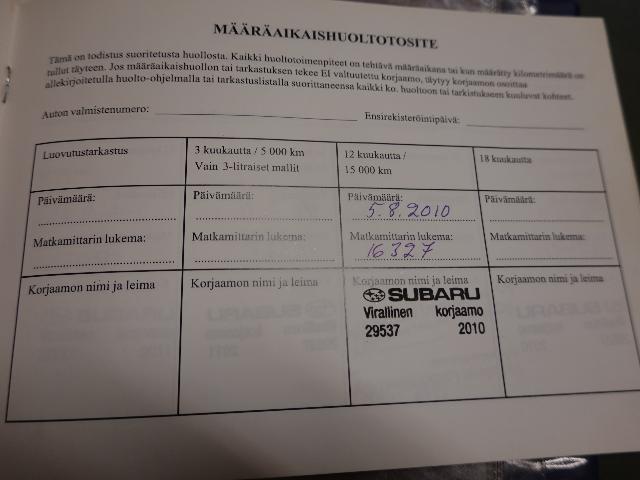 MÄÄRÄAIKAISHUOLTOTOSITE
Tämä on todistus suoritetusta huollosta. Kaikki huoltotoimenpiteet on tehtävä määräaikana tai kun määrätty kilometrimäärä on
tullut täyteen. Jos määräaikaishuollon tai tarkastuksen tekee EI valtuutettu korjaamo, täytyy korjaamon osoittaa
allekirjoitetulla huolto-ohjelmalla tai tarkastuslistalla suorittaneensa kaikki ko. huoltoon tai tarkistukseen kuuluvat kohteet.
Auton valmistenumero: Ensirekisteröintipäivä:
Luovutustarkastus
3 kuukautta / 5 000 km
Vain 3-litraiset mallit
12 kuukautta /
15 000 km
18 kuukautta
Päivämäärä:
Päivämäärä:
Päivämäärä:
5.8.2010
Päivämäärä:
Matkamittarin lukema:
Matkamittarin lukema:
Matkamittarin lukema:
16327
Matkamittarin lukema:
Korjaamon nimi ja leima
Korjaamon nimi ja leima
Korjaamon nimi ja leima
SUBARU
Virallinen korjaamo
29537 2010
Korjaamon nimi ja leima